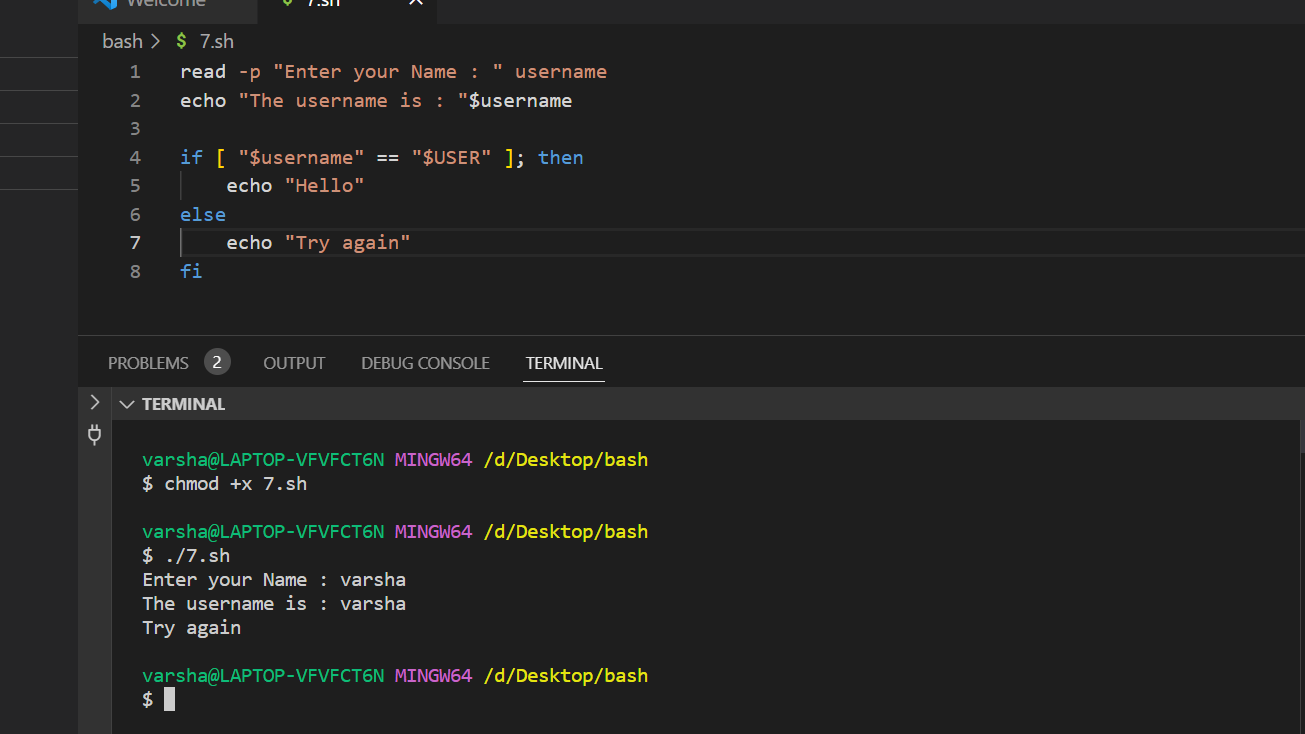 Welcome
$ 7.sh
bash > $ 7.sh
1 read -p "Enter your Name : " username
2 echo "The username is : "$username
3
4 if [ "$username" == "$USER" ]; then
5     echo "Hello"
6 else
7     echo "Try again"
8 fi
PROBLEMS 2 OUTPUT DEBUG CONSOLE TERMINAL
TERMINAL
varsha@LAPTOP-VFVFCT6N MINGW64 /d/Desktop/bash
$ chmod +x 7.sh
varsha@LAPTOP-VFVFCT6N MINGW64 /d/Desktop/bash
$ ./7.sh
Enter your Name : varsha
The username is : varsha
Try again
varsha@LAPTOP-VFVFCT6N MINGW64 /d/Desktop/bash
$